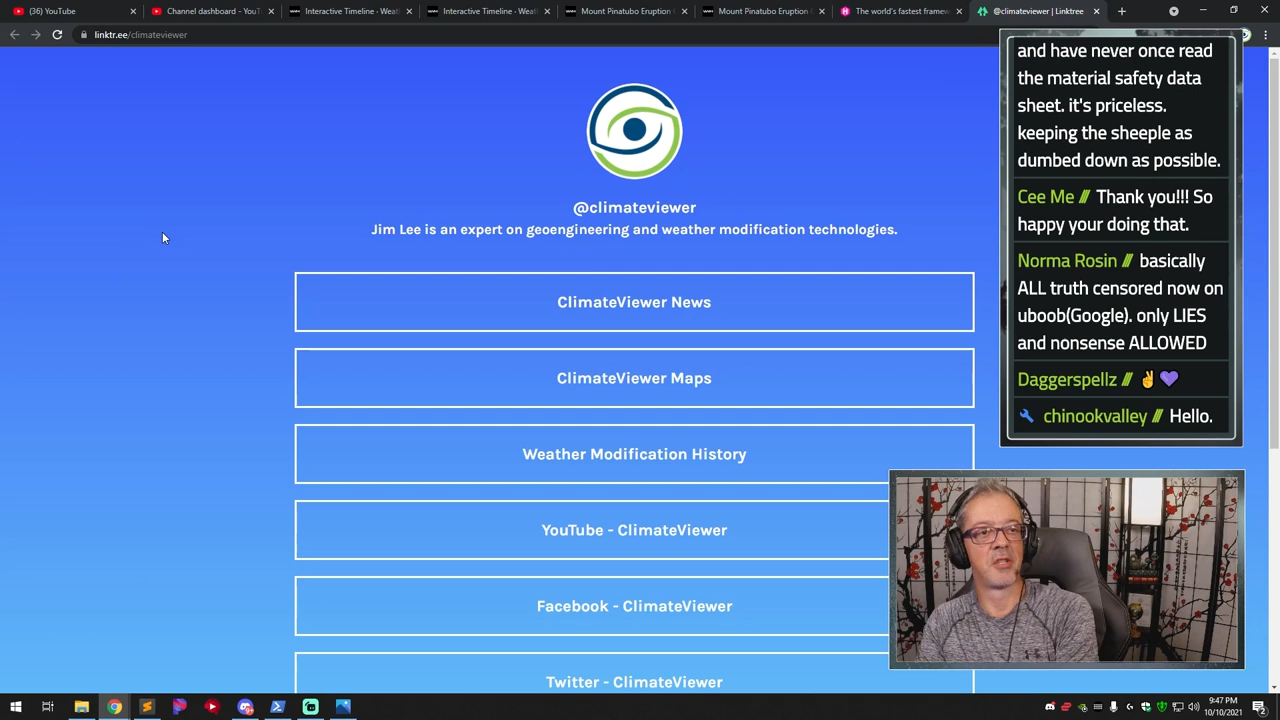 (36) YouTube
Channel dashboard - YouT
Interactive Timeline - Weat
Interactive Timeline - Weat
Mount Pinatubo Eruption
Mount Pinatubo Eruption
The world's fastest framew
@climateviewer | Linktree
linktr.ee/climateviewer
@climateviewer
Jim Lee is an expert on geoengineering and weather modification technologies.
ClimateViewer News
ClimateViewer Maps
Weather Modification History
YouTube - ClimateViewer
Facebook - ClimateViewer
Twitter - ClimateViewer
and have never once read
the material safety data
sheet. it's priceless.
keeping the sheeple as
dumbed down as possible.
Cee Me /// Thank you!!! So
happy your doing that.
Norma Rosin /// basically
ALL truth censored now on
uboob(Google). only LIES
and nonsense ALLOWED
Daggerspellz /// ✌💜
chinookvalley /// Hello.
9:47 PM
10/10/2021